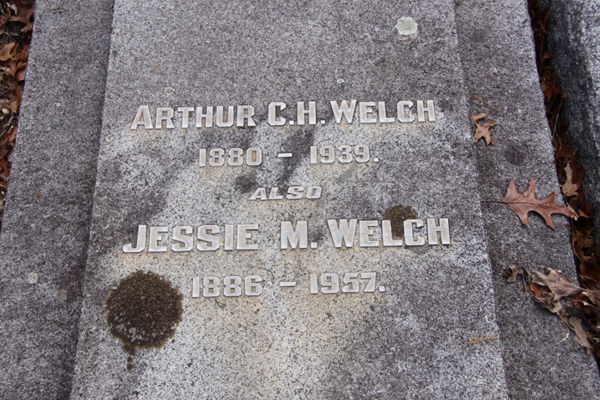 ARTHUR C.H. WELCH
1880 - 1939.
ALSO
JESSIE M. WELCH
1886 - 1957.